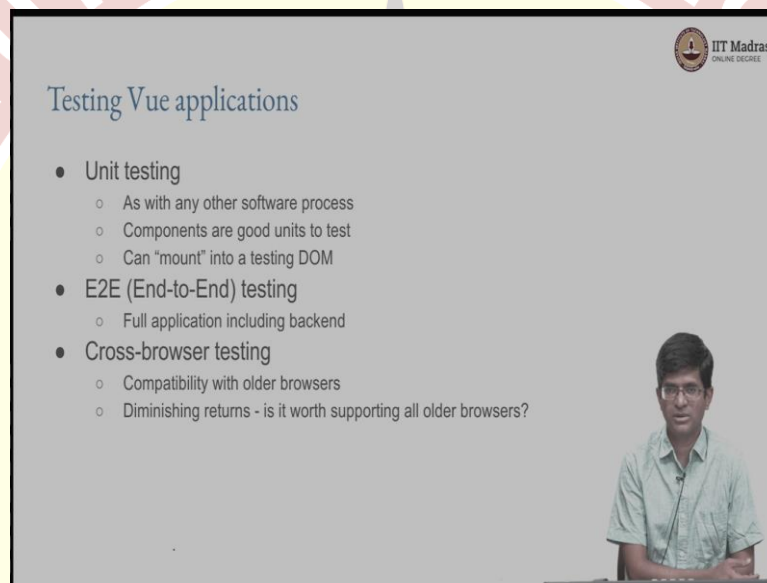 IIT Madras
ONLINE DEGREE
Testing Vue applications
● Unit testing
○ As with any other software process
○ Components are good units to test
○ Can “mount” into a testing DOM
● E2E (End-to-End) testing
○ Full application including backend
● Cross-browser testing
○ Compatibility with older browsers
○ Diminishing returns - is it worth supporting all older browsers?